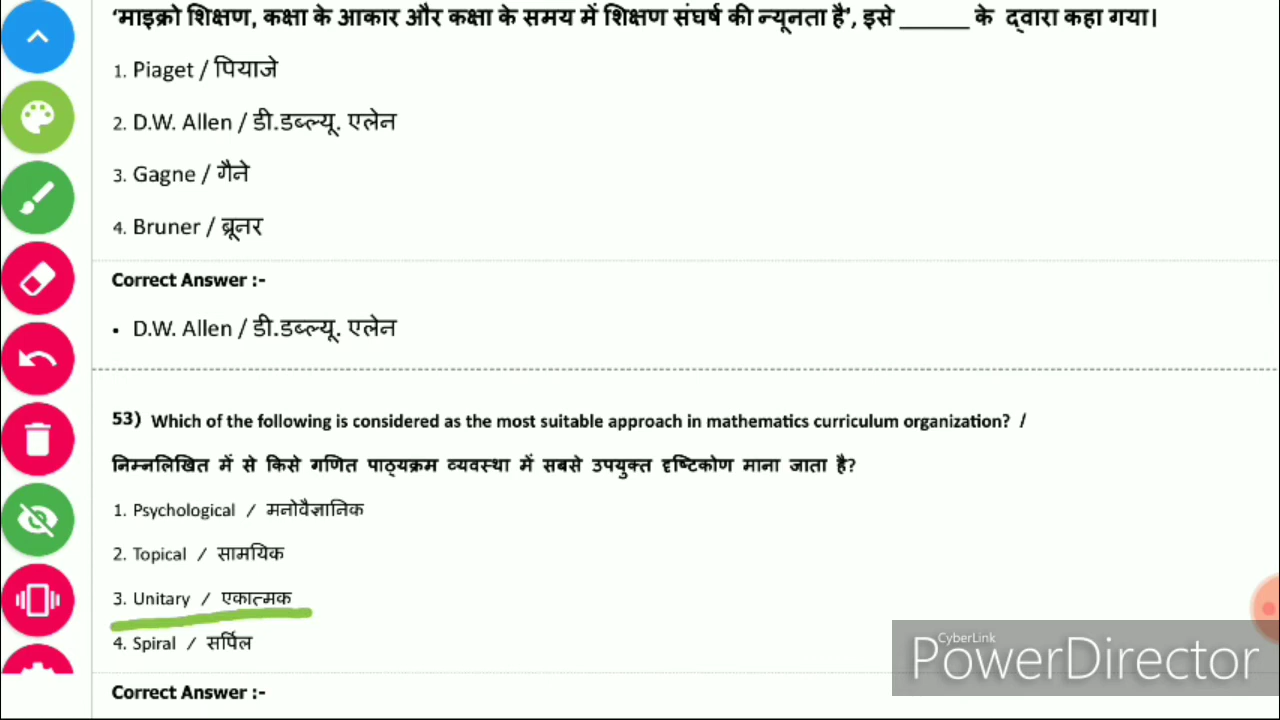 ‘माइक्रो शिक्षण, कक्षा के आकार और कक्षा के समय में शिक्षण संघर्ष की न्यूनता है’, इसे ______ के द्वारा कहा गया।
1. Piaget / पियाजे
2. D.W. Allen / डी.डब्ल्यू. एलेन
3. Gagne / गैने
4. Bruner / ब्रूनर
Correct Answer :-
• D.W. Allen / डी.डब्ल्यू. एलेन
53) Which of the following is considered as the most suitable approach in mathematics curriculum organization? /
निम्नलिखित में से किसे गणित पाठ्यक्रम व्यवस्था में सबसे उपयुक्त दृष्टिकोण माना जाता है?
1. Psychological / मनोवैज्ञानिक
2. Topical / सामयिक
3. Unitary / एकात्मक
4. Spiral / सर्पिल
Correct Answer :-
CyberLink
PowerDirector